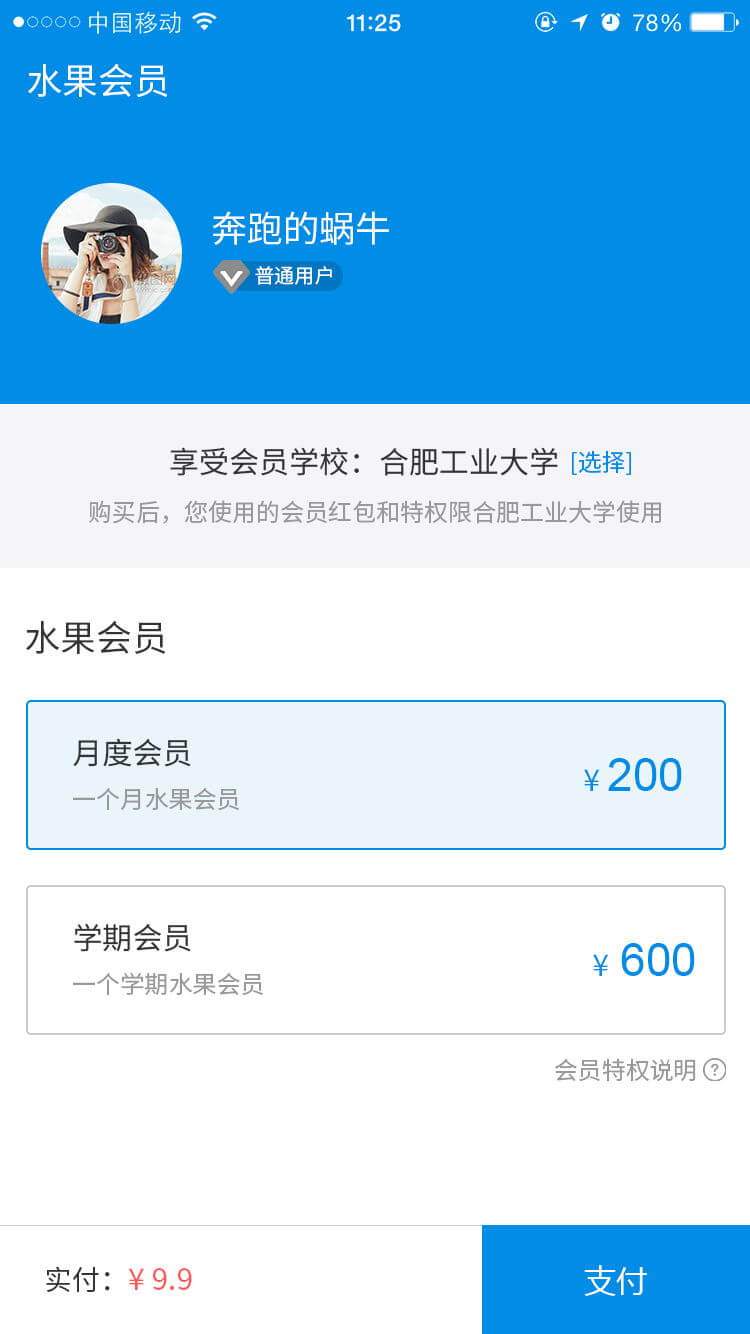 中国移动 11:25 78%
水果会员
奔跑的蜗牛
普通用户
享受会员学校：合肥工业大学 [选择]
购买后，您使用的会员红包和特权限合肥工业大学使用
水果会员
月度会员
一个月水果会员
¥ 200
学期会员
一个学期水果会员
¥ 600
会员特权说明 ?
实付：¥ 9.9
支付